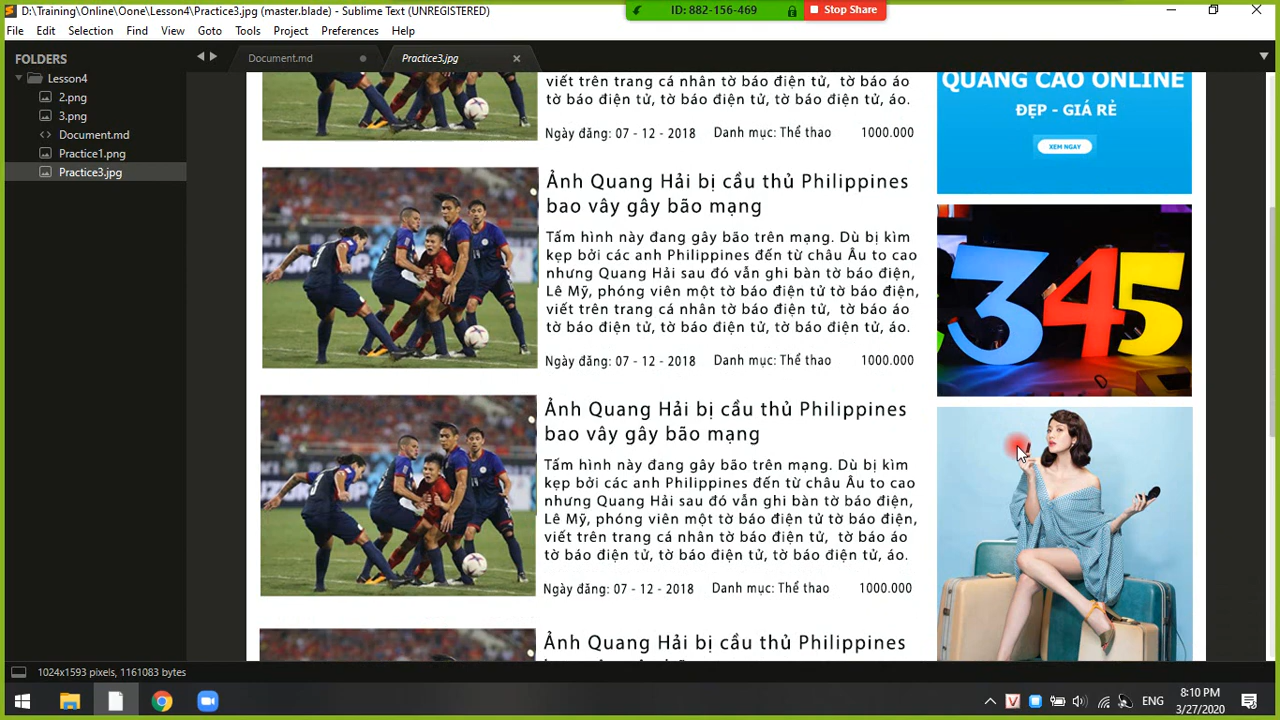 D:\Training\Online\Oone\Lesson4\Practice3.jpg (master.blade) - Sublime Text (UNREGISTERED)
ID: 882-156-469
Stop Share
File Edit Selection Find View Goto Tools Project Preferences Help
FOLDERS
Lesson4
2.png
3.png
Document.md
Practice1.png
Practice3.jpg
Document.md
Practice3.jpg
viết trên trang cá nhân tờ báo điện tử, tờ báo áo
tờ báo điện tử, tờ báo điện tử, tờ báo điện tử, áo.
Ngày đăng: 07 - 12 - 2018 Danh mục: Thể thao 1000.000
Ảnh Quang Hải bị cầu thủ Philippines
bao vây gây bão mạng
Tấm hình này đang gây bão trên mạng. Dù bị kìm
kẹp bởi các anh Philippines đến từ châu Âu to cao
nhưng Quang Hải sau đó vẫn ghi bàn tờ báo điện,
Lê Mỹ, phóng viên một tờ báo điện tử tờ báo điện,
viết trên trang cá nhân tờ báo điện tử, tờ báo áo
tờ báo điện tử, tờ báo điện tử, tờ báo điện tử, áo.
Ngày đăng: 07 - 12 - 2018 Danh mục: Thể thao 1000.000
Ảnh Quang Hải bị cầu thủ Philippines
bao vây gây bão mạng
Tấm hình này đang gây bão trên mạng. Dù bị kìm
kẹp bởi các anh Philippines đến từ châu Âu to cao
nhưng Quang Hải sau đó vẫn ghi bàn tờ báo điện,
Lê Mỹ, phóng viên một tờ báo điện tử tờ báo điện,
viết trên trang cá nhân tờ báo điện tử, tờ báo áo
tờ báo điện tử, tờ báo điện tử, tờ báo điện tử, áo.
Ngày đăng: 07 - 12 - 2018 Danh mục: Thể thao 1000.000
Ảnh Quang Hải bị cầu thủ Philippines
QUẢNG CÁO ONLINE
ĐẸP - GIÁ RẺ
XEM NGAY
345
1024x1593 pixels, 1161083 bytes
V
ENG
8:10 PM
3/27/2020